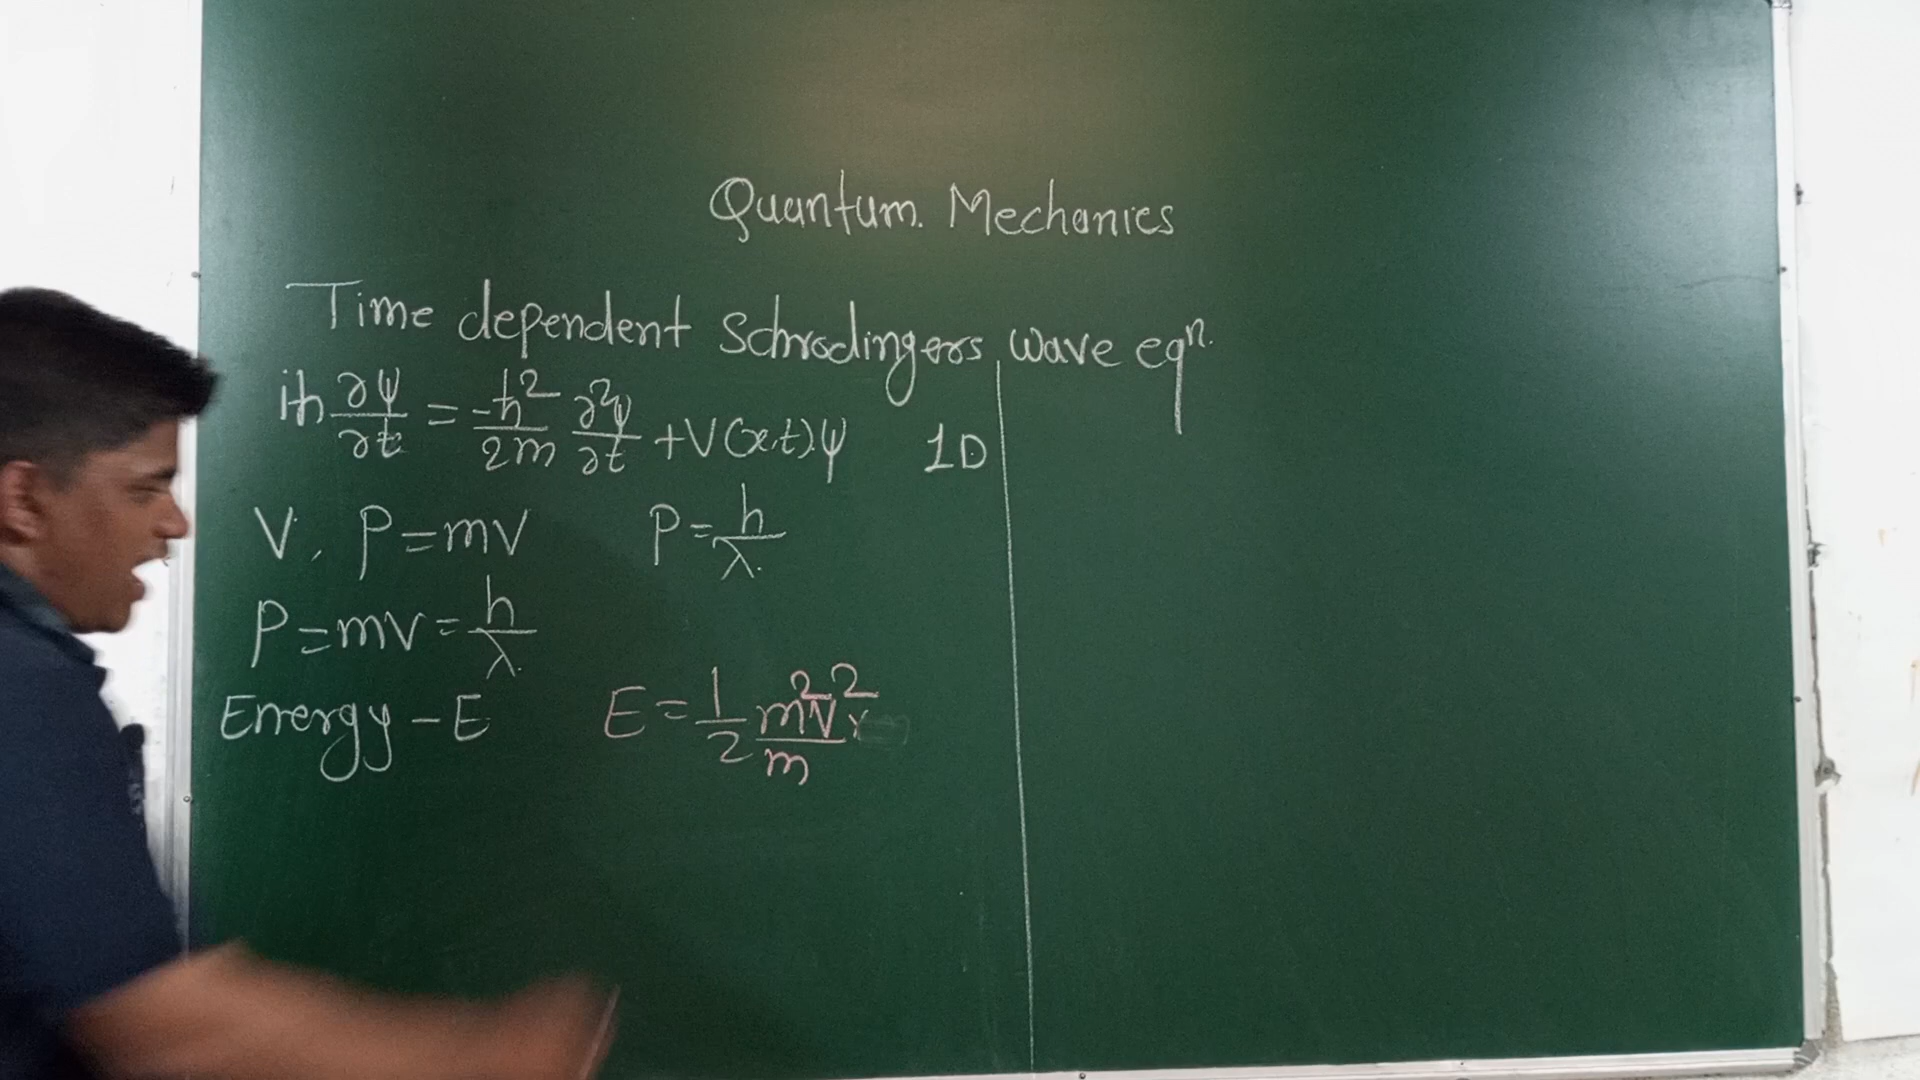 Quantum. Mechanics
Time dependent Schrodingers wave eqⁿ.
iħ ∂ψ/∂t = -ħ²/2m ∂²ψ/∂t + V(x,t).ψ 1D
V, P=mV P=h/λ.
P=mV=h/λ.
Energy – E E=1/2 m²V²/m